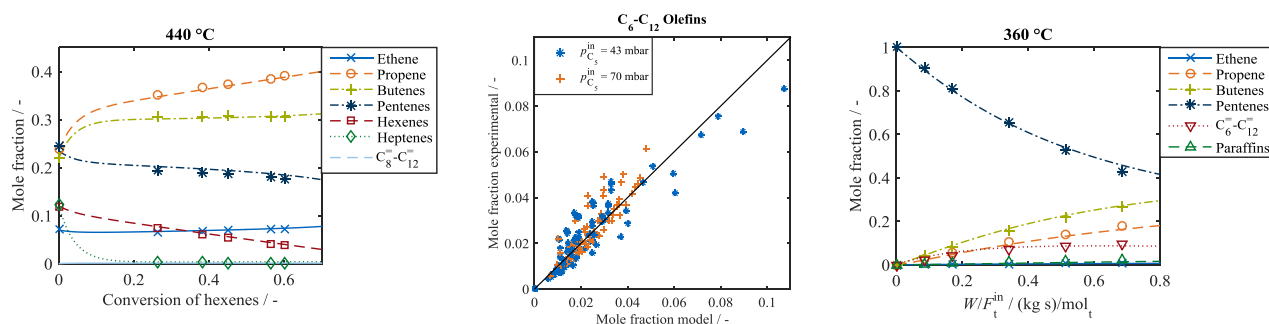 440 °C
Mole fraction / -
0.4
0.3
0.2
0.1
0
0
0.2
0.4
0.6
Conversion of hexenes / -
Ethene
Propene
Butenes
Pentenes
Hexenes
Heptenes
C₈⁼-C₁₂⁼
C₆-C₁₂ Olefins
p_C₅^in = 43 mbar
p_C₅^in = 70 mbar
Mole fraction experimental / -
0.1
0.08
0.06
0.04
0.02
0
0
0.02
0.04
0.06
0.08
0.1
Mole fraction model / -
360 °C
Mole fraction / -
1
0.8
0.6
0.4
0.2
0
0
0.2
0.4
0.6
0.8
W/F_t^in / (kg s)/mol_t
Ethene
Propene
Butenes
Pentenes
C₆⁼-C₁₂⁼
Paraffins